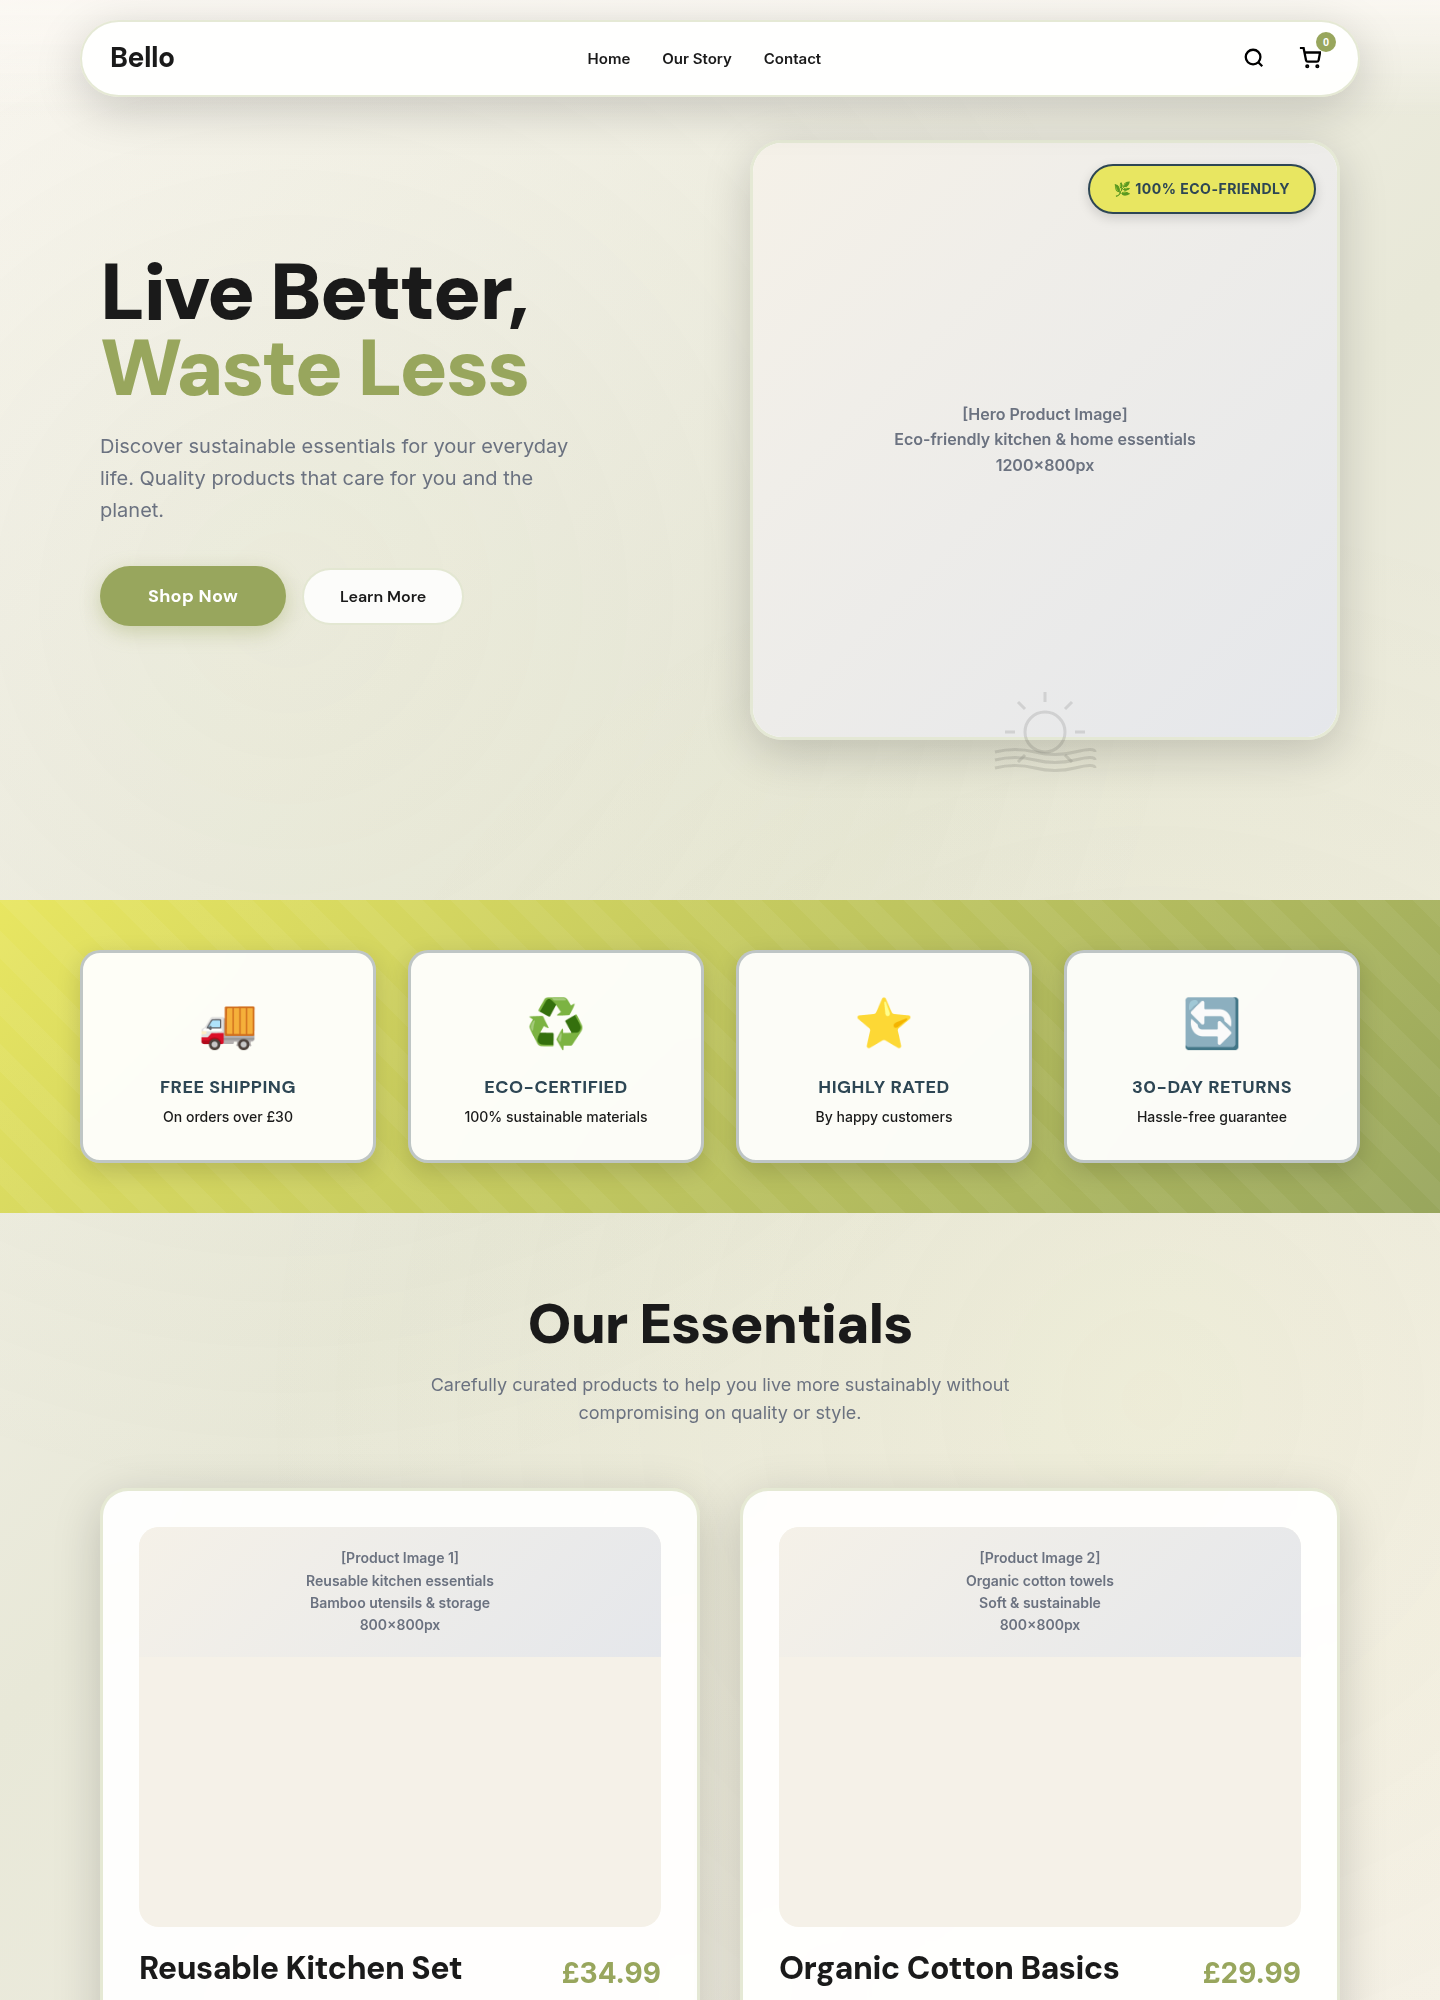 Bello
Home
Our Story
Contact
0
🌿 100% ECO-FRIENDLY
Live Better,
Waste Less
Discover sustainable essentials for your everyday
life. Quality products that care for you and the
planet.
Shop Now
Learn More
[Hero Product Image]
Eco-friendly kitchen & home essentials
1200×800px
FREE SHIPPING
On orders over £30
ECO-CERTIFIED
100% sustainable materials
HIGHLY RATED
By happy customers
30-DAY RETURNS
Hassle-free guarantee
Our Essentials
Carefully curated products to help you live more sustainably without
compromising on quality or style.
[Product Image 1]
Reusable kitchen essentials
Bamboo utensils & storage
800×800px
Reusable Kitchen Set
£34.99
[Product Image 2]
Organic cotton towels
Soft & sustainable
800×800px
Organic Cotton Basics
£29.99